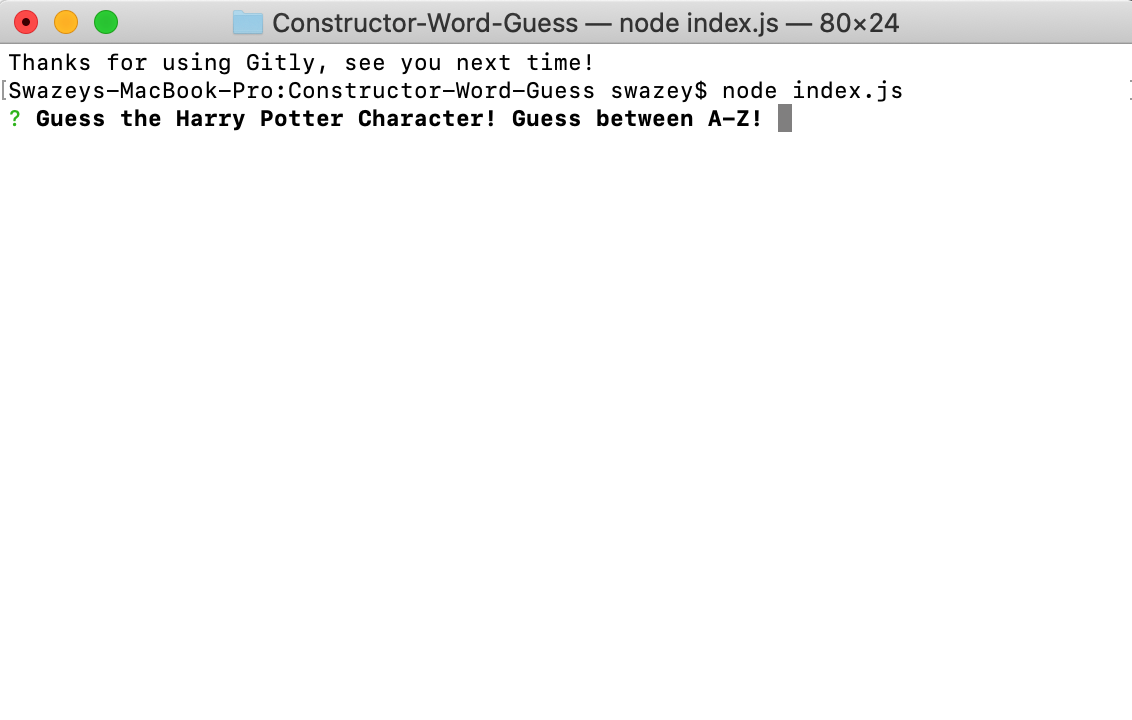 Constructor-Word-Guess — node index.js — 80×24
Thanks for using Gitly, see you next time!
[Swazeys-MacBook-Pro:Constructor-Word-Guess swazey$ node index.js ]
? Guess the Harry Potter Character! Guess between A-Z!